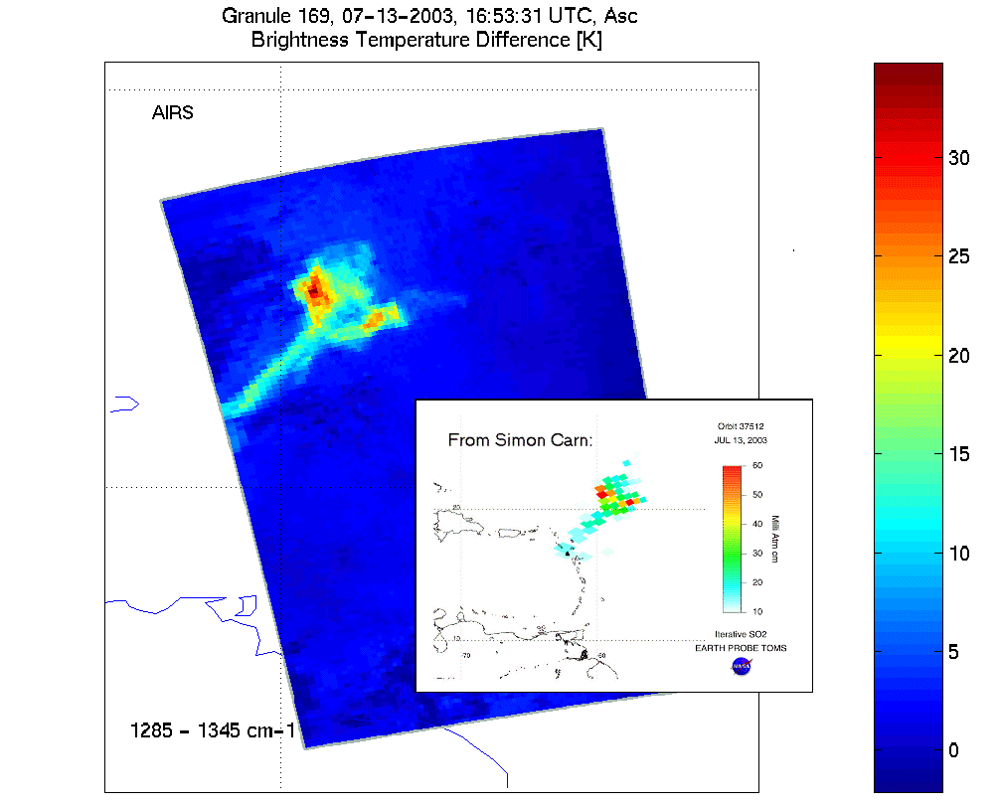 Granule 169, 07-13-2003, 16:53:31 UTC, Asc
Brightness Temperature Difference [K]
AIRS
30
25
20
15
10
5
0
From Simon Carn:
Orbit 37512
JUL 13, 2003
60
50
40
30
20
10
Milli Atm cm
20
10
-70
-60
Iterative SO2
EARTH PROBE TOMS
NASA
1285 - 1345 cm-1